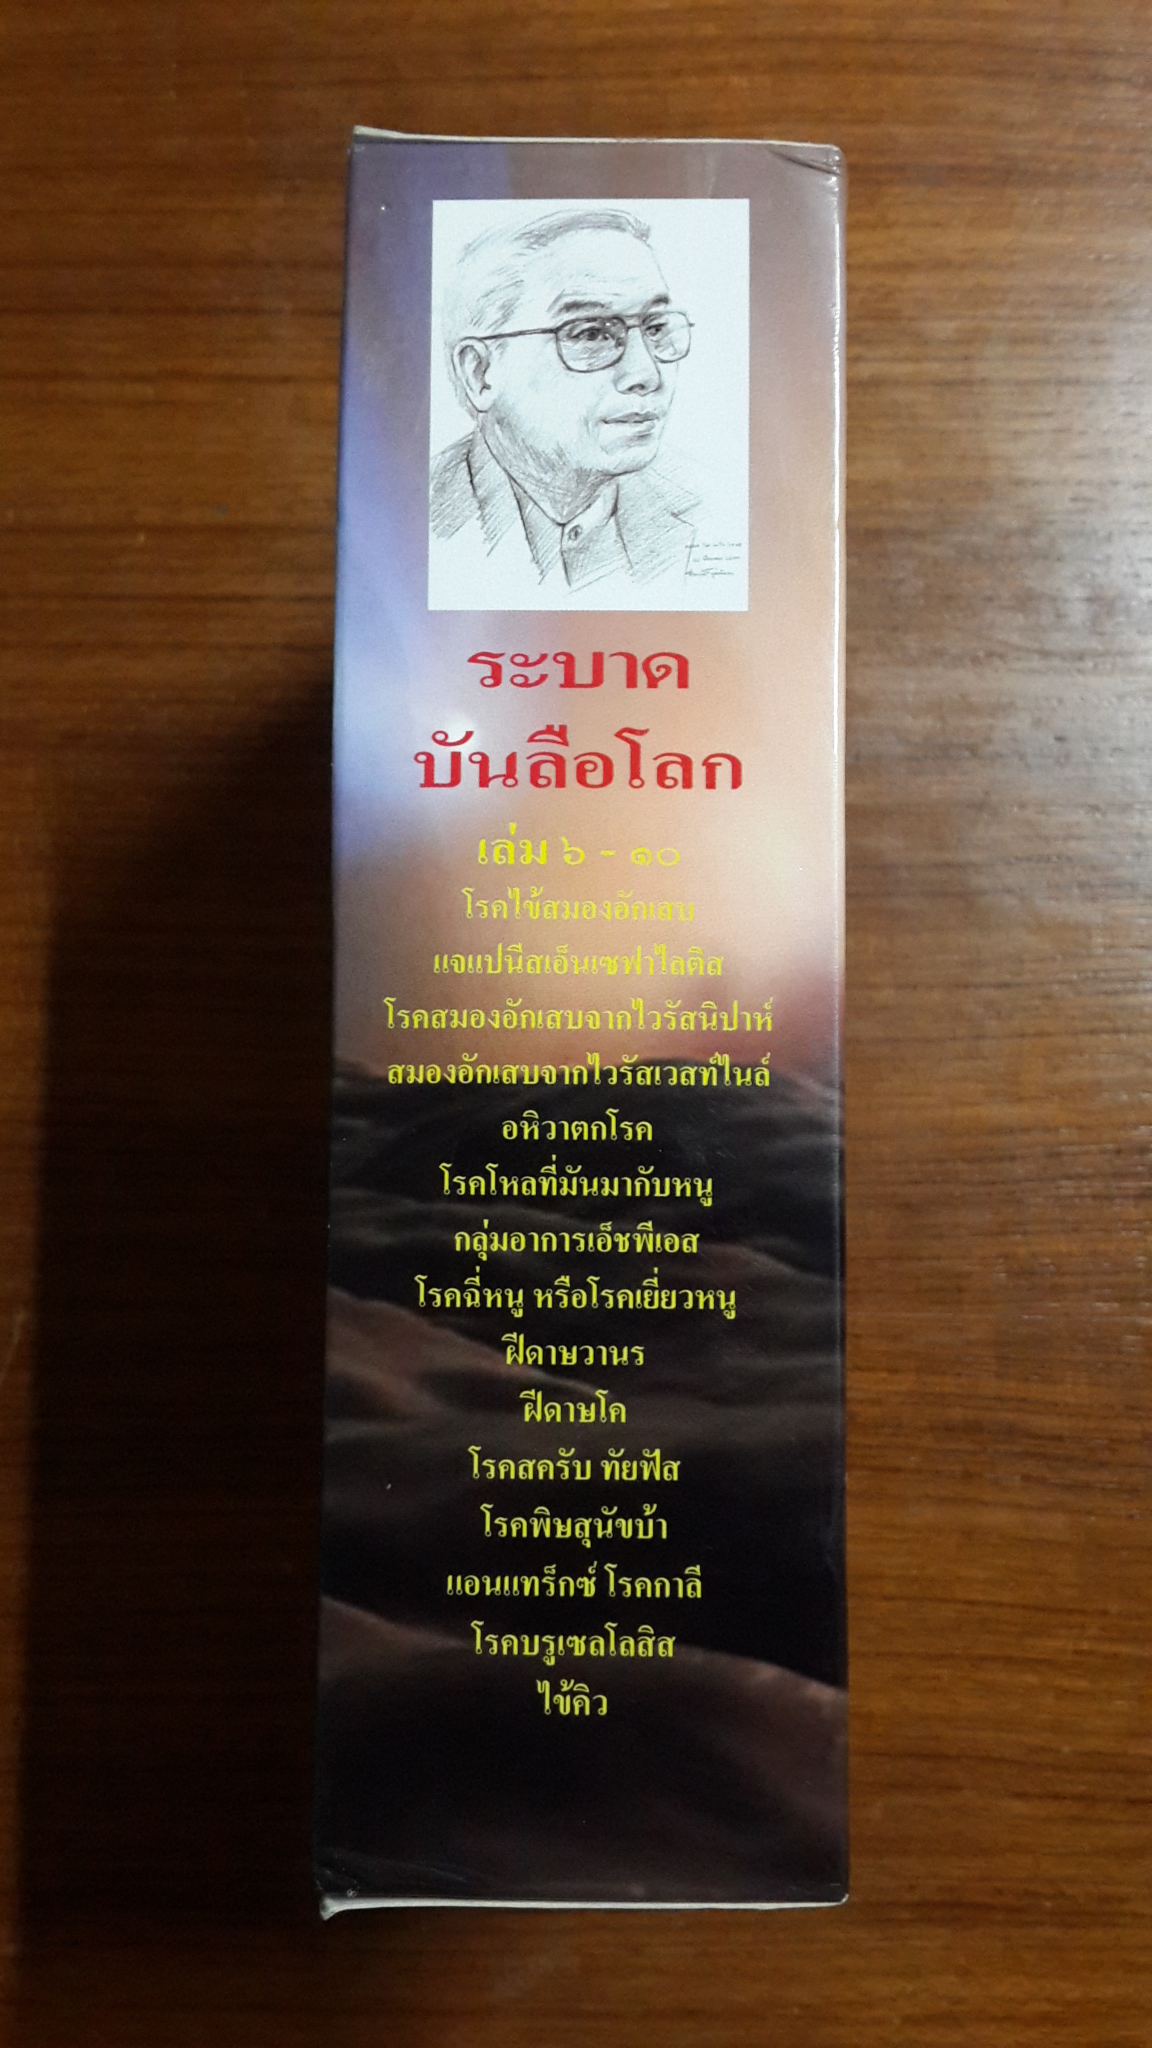 ระบาด
บันลือโลก
เล่ม ๖ - ๑๐
โรคไข้สมองอักเสบ
แจแปนีสเอ็นเซฟาไลติส
โรคสมองอักเสบจากไวรัสนิปาห์
สมองอักเสบจากไวรัสเวสท์ไนล์
อหิวาตกโรค
โรคโหลที่มันมากับหนู
กลุ่มอาการเอ็ชพีเอส
โรคฉี่หนู หรือโรคเยี่ยวหนู
ฝีดาษวานร
ฝีดาษโค
โรคสครับ ทัยฟัส
โรคพิษสุนัขบ้า
แอนแทร็กซ์ โรคกาลี
โรคบรูเซลโลสิส
ไข้คิว